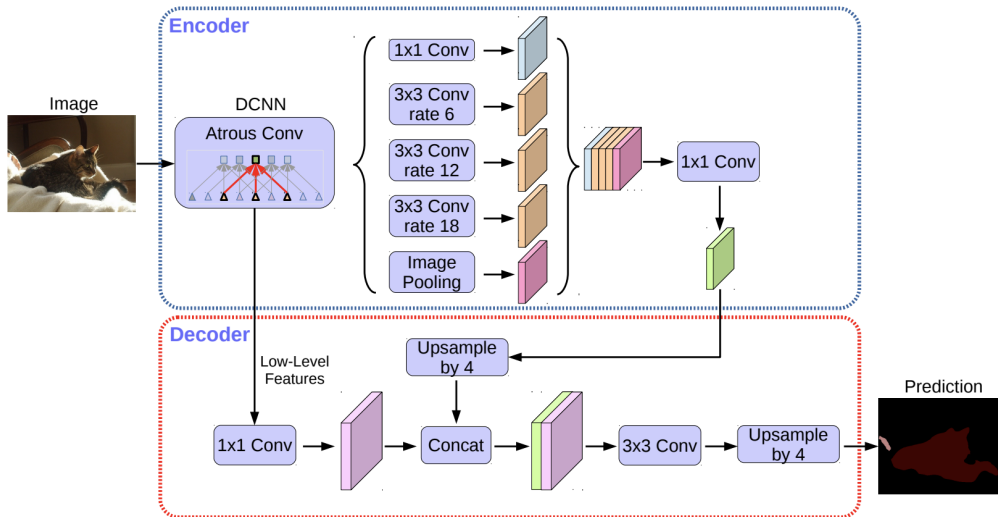 Encoder
Image
DCNN
Atrous Conv
1x1 Conv
3x3 Conv
rate 6
3x3 Conv
rate 12
3x3 Conv
rate 18
Image
Pooling
1x1 Conv
Decoder
Low-Level
Features
Upsample
by 4
1x1 Conv
Concat
3x3 Conv
Upsample
by 4
Prediction